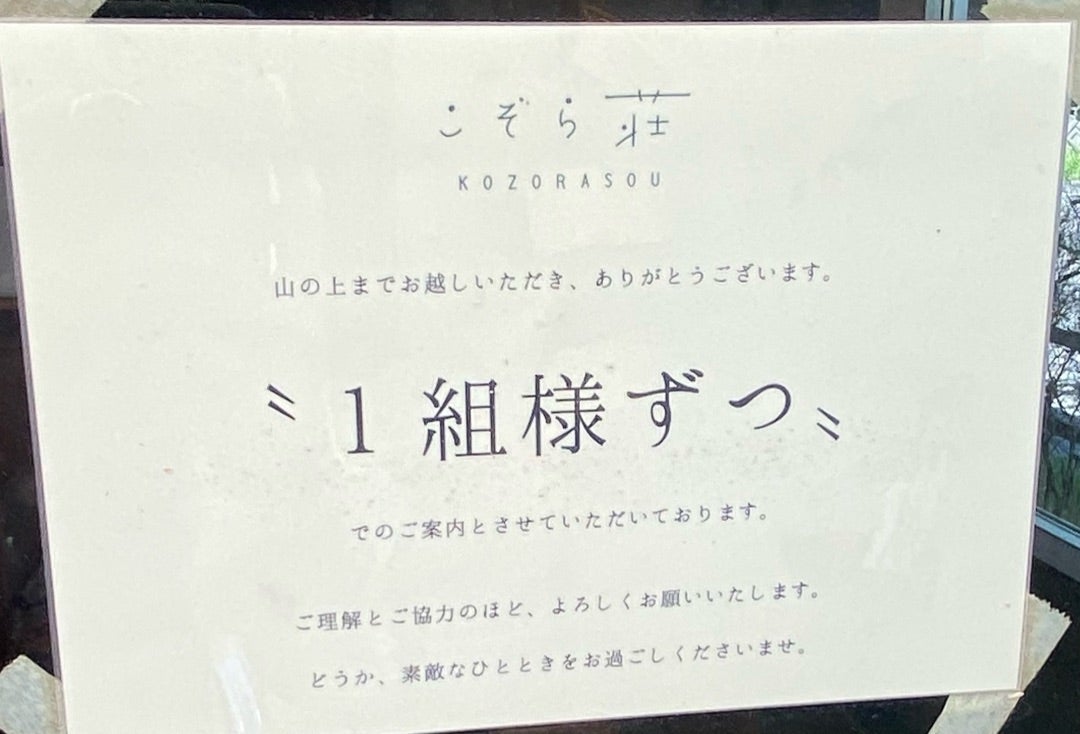 こぞら荘
KOZORASOU
山の上までお越しいただき、ありがとうございます。
〝1組様ずつ〟
でのご案内とさせていただいております。
ご理解とご協力のほど、よろしくお願いいたします。
どうか、素敵なひとときをお過ごしくださいませ。